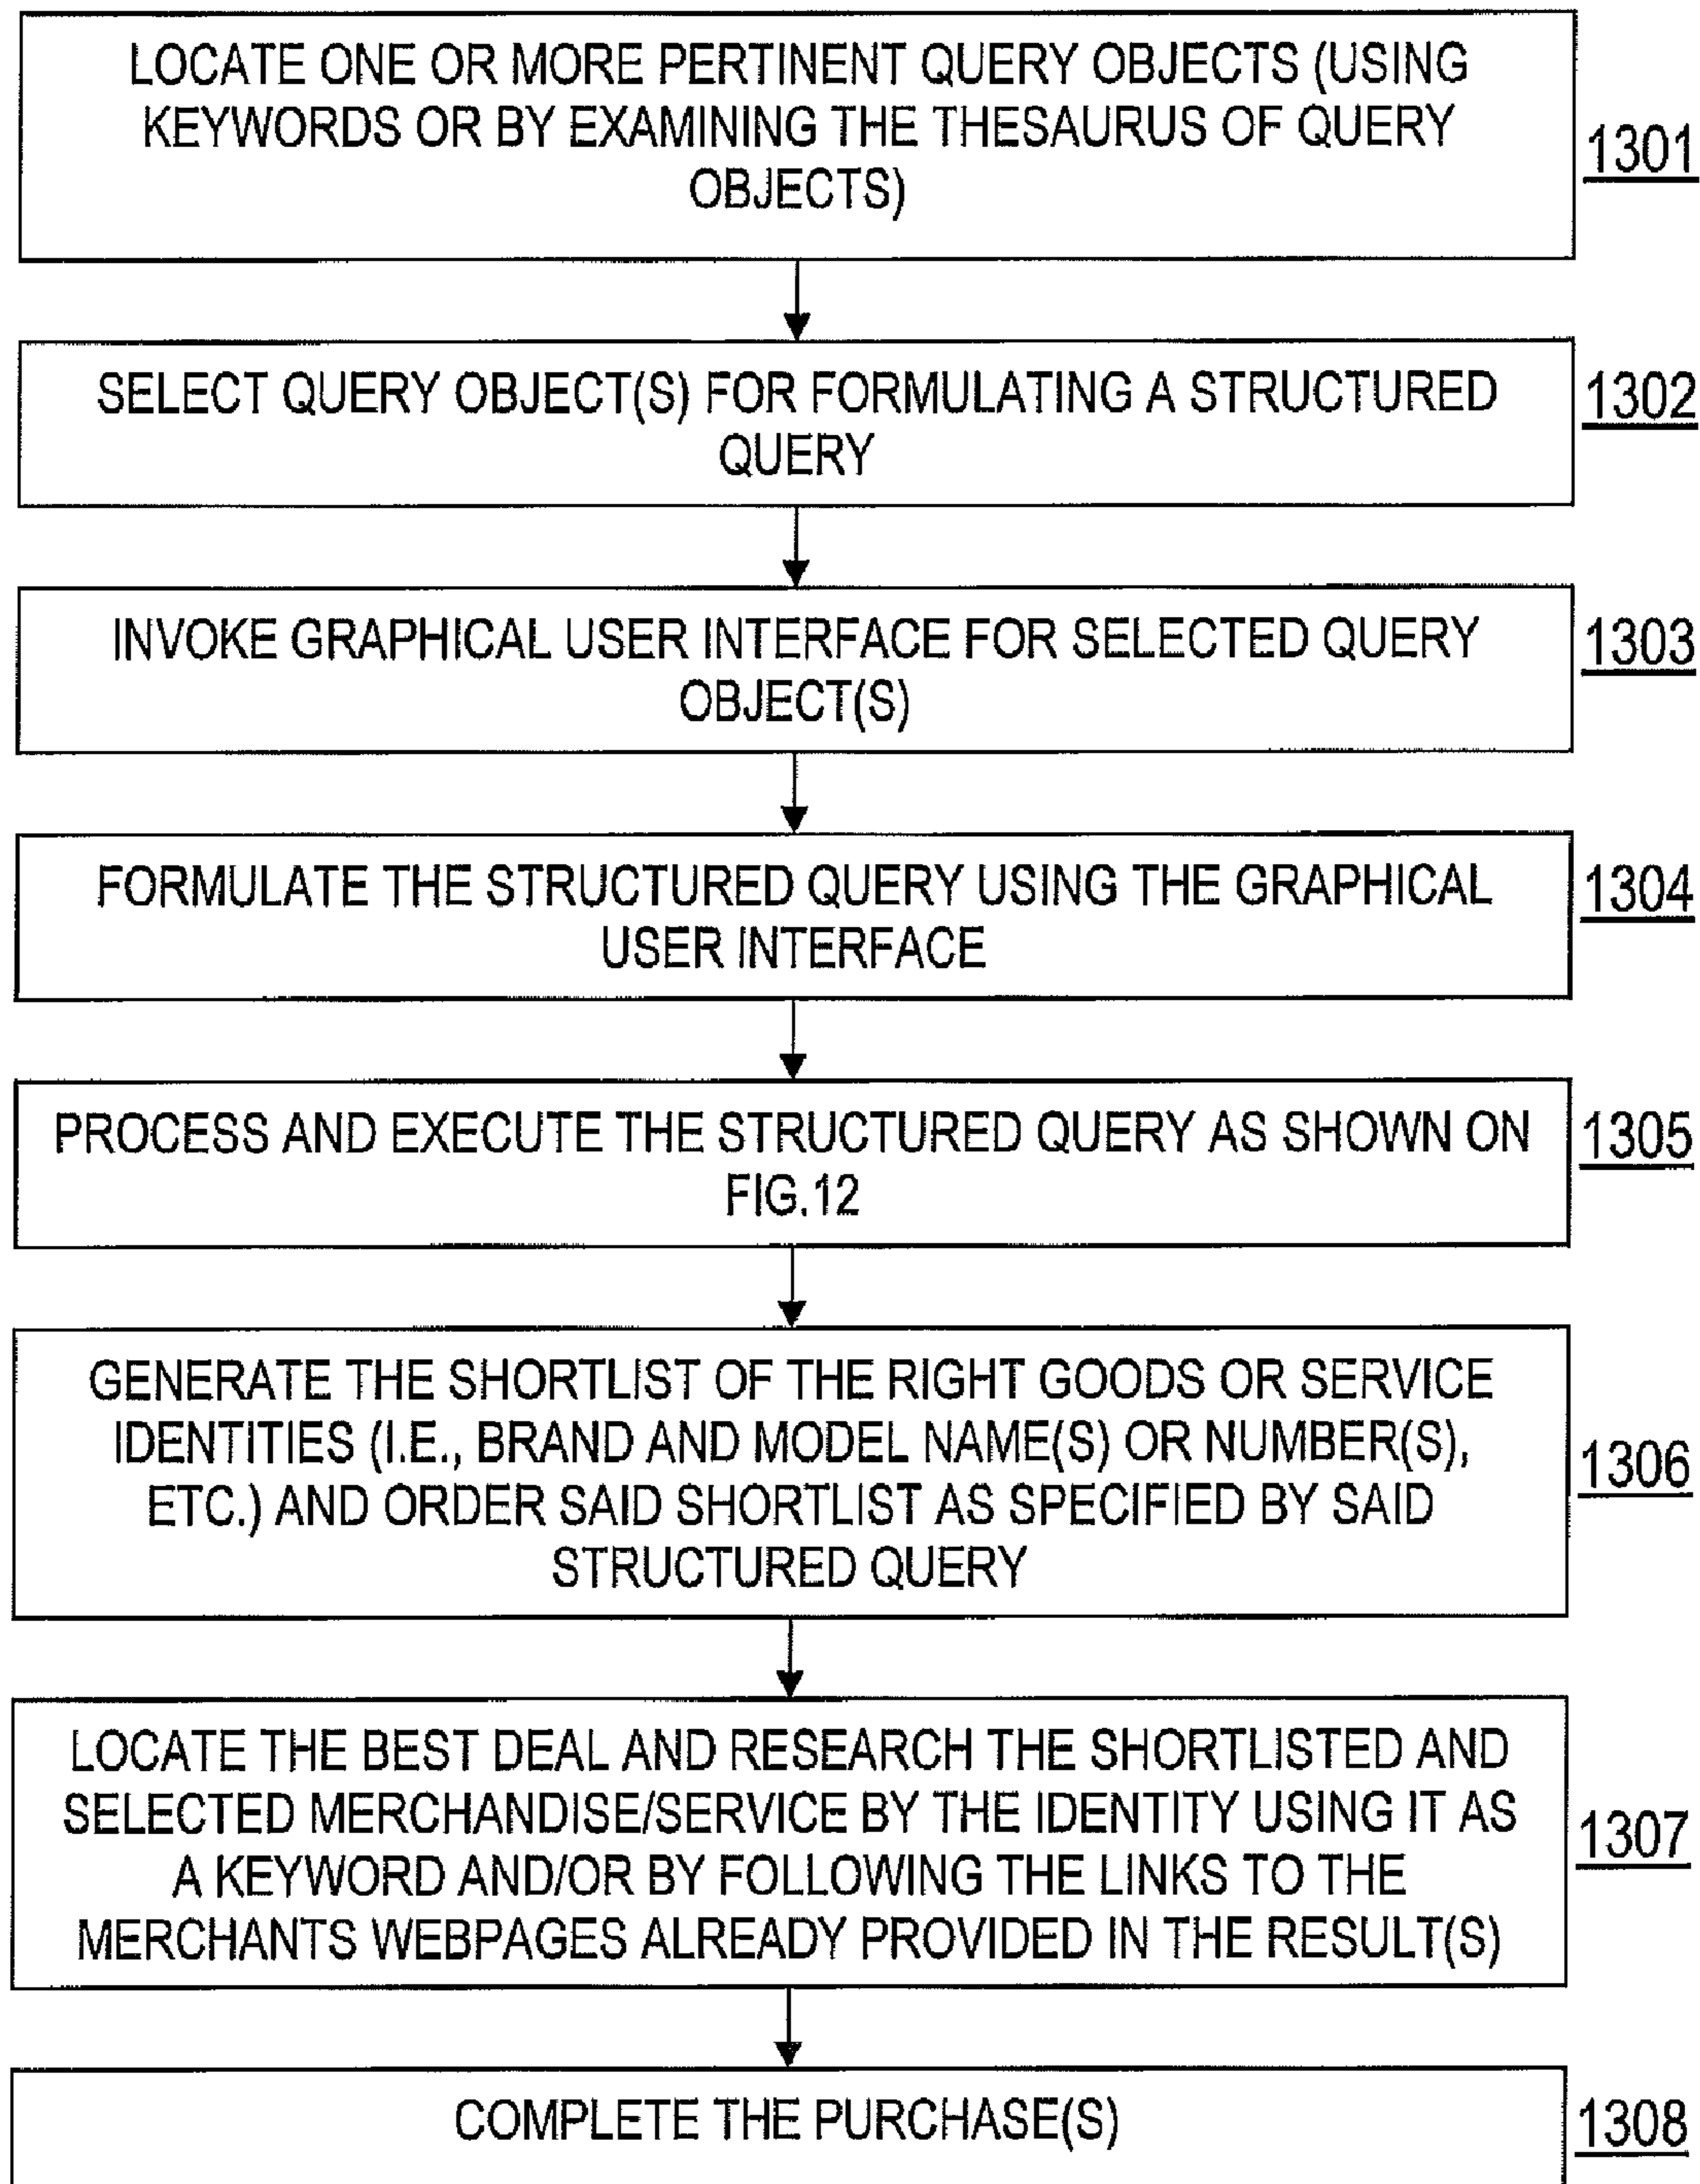 LOCATE ONE OR MORE PERTINENT QUERY OBJECTS (USING
KEYWORDS OR BY EXAMINING THE THESAURUS OF QUERY
OBJECTS)
1301
SELECT QUERY OBJECT(S) FOR FORMULATING A STRUCTURED
QUERY
1302
INVOKE GRAPHICAL USER INTERFACE FOR SELECTED QUERY
OBJECT(S)
1303
FORMULATE THE STRUCTURED QUERY USING THE GRAPHICAL
USER INTERFACE
1304
PROCESS AND EXECUTE THE STRUCTURED QUERY AS SHOWN ON
FIG.12
1305
GENERATE THE SHORTLIST OF THE RIGHT GOODS OR SERVICE
IDENTITIES (I.E., BRAND AND MODEL NAME(S) OR NUMBER(S),
ETC.) AND ORDER SAID SHORTLIST AS SPECIFIED BY SAID
STRUCTURED QUERY
1306
LOCATE THE BEST DEAL AND RESEARCH THE SHORTLISTED AND
SELECTED MERCHANDISE/SERVICE BY THE IDENTITY USING IT AS
A KEYWORD AND/OR BY FOLLOWING THE LINKS TO THE
MERCHANTS WEBPAGES ALREADY PROVIDED IN THE RESULT(S)
1307
COMPLETE THE PURCHASE(S)
1308